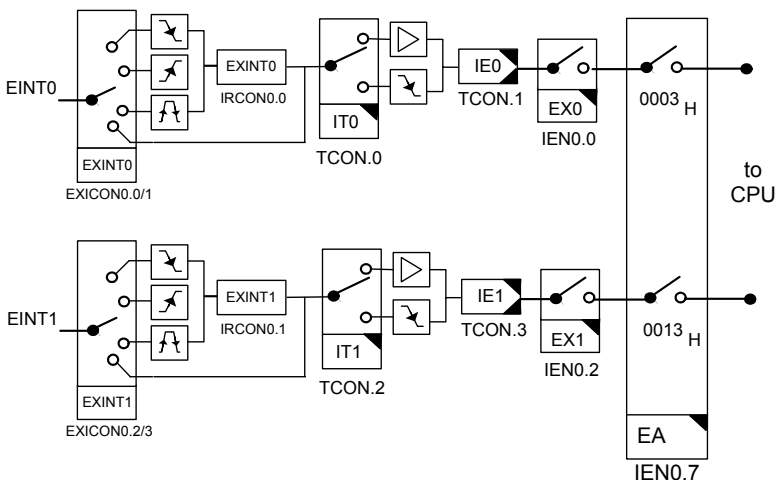 EINT0
EXINT0
EXICON0.0/1
EXINT0
IRCON0.0
IT0
TCON.0
IE0
TCON.1
EX0
IEN0.0
0003 H
to
CPU
EINT1
EXINT1
EXICON0.2/3
EXINT1
IRCON0.1
IT1
TCON.2
IE1
TCON.3
EX1
IEN0.2
0013 H
EA
IEN0.7